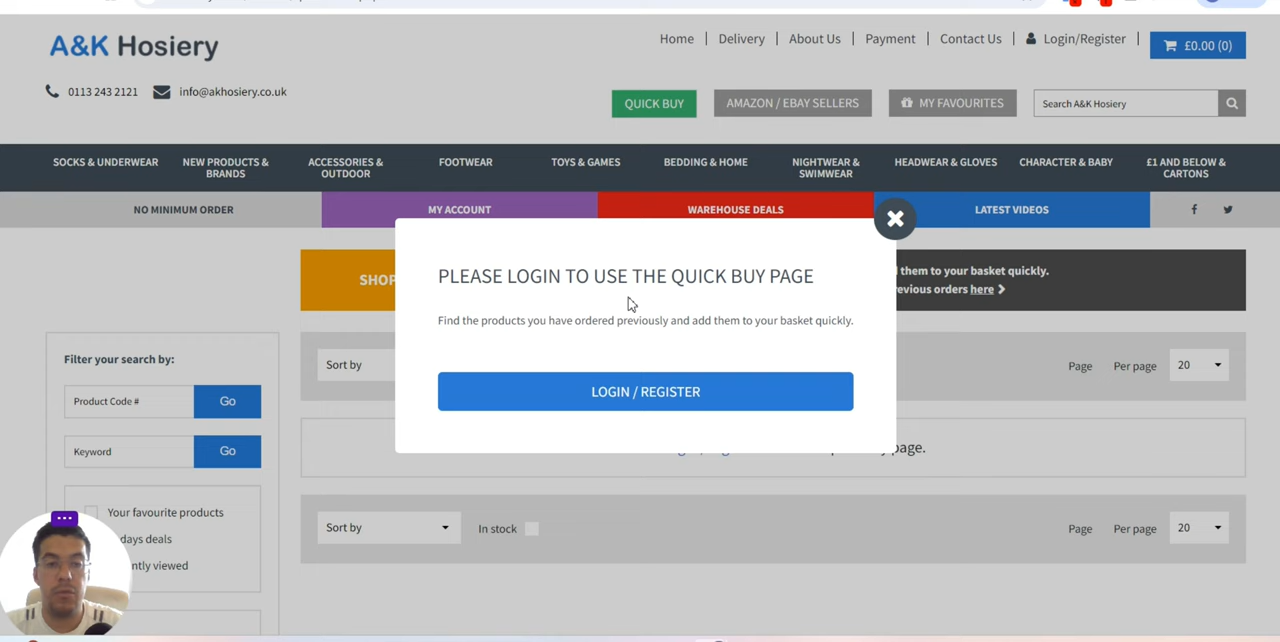 A&K Hosiery
Home
Delivery
About Us
Payment
Contact Us
Login/Register
£0.00 (0)
0113 243 2121
info@akhosiery.co.uk
QUICK BUY
AMAZON / EBAY SELLERS
MY FAVOURITES
Search A&K Hosiery
SOCKS & UNDERWEAR
NEW PRODUCTS &
BRANDS
ACCESSORIES &
OUTDOOR
FOOTWEAR
TOYS & GAMES
BEDDING & HOME
NIGHTWEAR &
SWIMWEAR
HEADWEAR & GLOVES
CHARACTER & BABY
£1 AND BELOW &
CARTONS
NO MINIMUM ORDER
MY ACCOUNT
WAREHOUSE DEALS
LATEST VIDEOS
SHOP
them to your basket quickly.
previous orders here
PLEASE LOGIN TO USE THE QUICK BUY PAGE
Find the products you have ordered previously and add them to your basket quickly.
LOGIN / REGISTER
Filter your search by:
Product Code #
Go
Keyword
Go
Your favourite products
days deals
viewed
Sort by
Page
Per page
20
page.
Sort by
In stock
Page
Per page
20